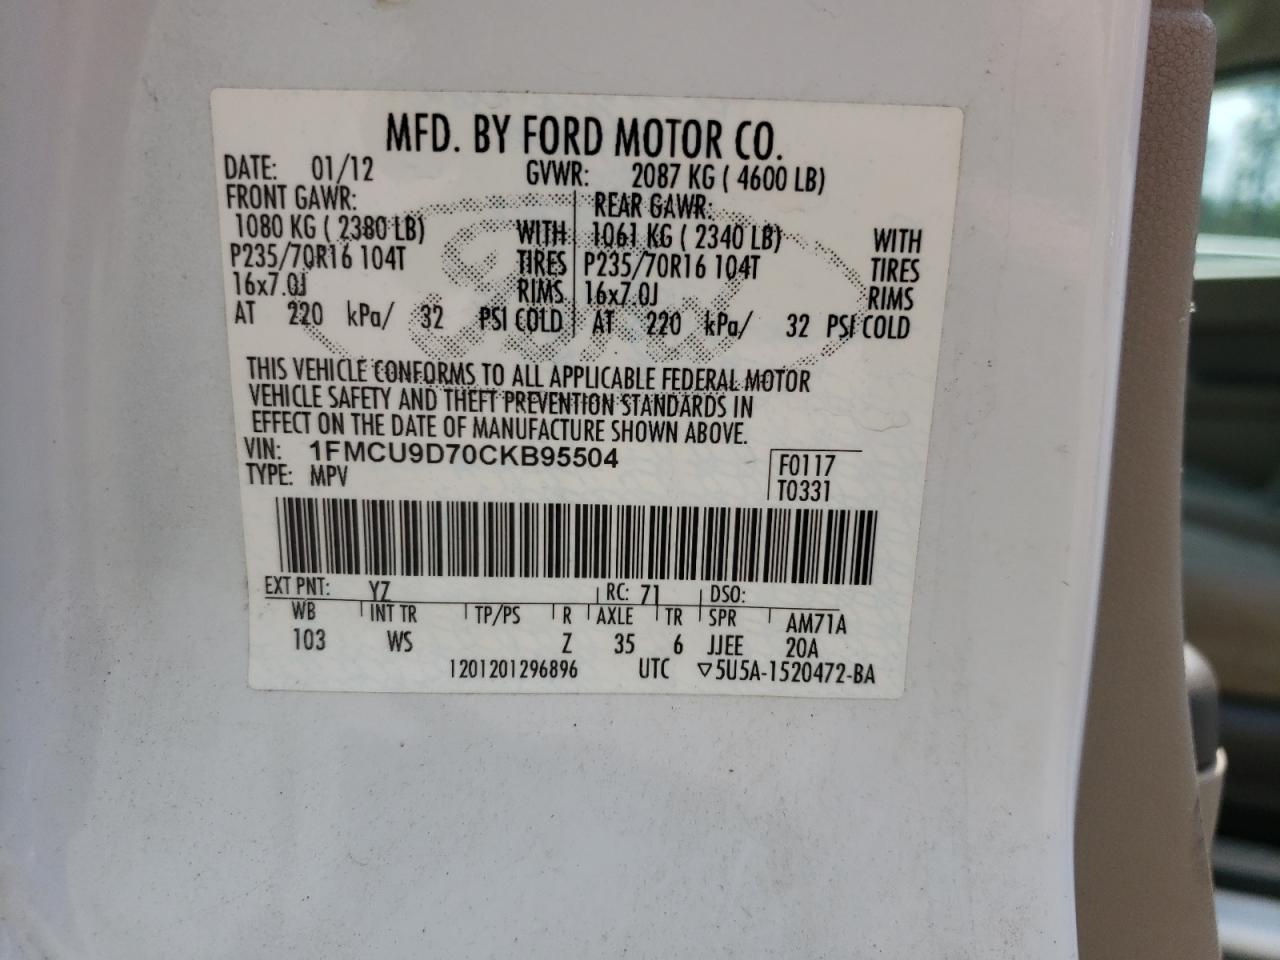 MFD. BY FORD MOTOR CO.
DATE: 01/12 GVWR: 2087 KG ( 4600 LB)
FRONT GAWR: REAR GAWR:
1080 KG ( 2380 LB) WITH 1061 KG ( 2340 LB) WITH
P235/70R16 104T TIRES P235/70R16 104T TIRES
16x7.0J RIMS 16x7.0J RIMS
AT 220 kPa/ 32 PSI COLD AT 220 kPa/ 32 PSI COLD
THIS VEHICLE CONFORMS TO ALL APPLICABLE FEDERAL MOTOR
VEHICLE SAFETY AND THEFT PREVENTION STANDARDS IN
EFFECT ON THE DATE OF MANUFACTURE SHOWN ABOVE.
VIN: 1FMCU9D70CKB95504 F0117
TYPE: MPV T0331
EXT PNT: YZ RC: 71 DSO:
WB INT TR TP/PS R AXLE TR SPR AM71A
103 WS Z 35 6 JJEE 20A
1201201296896 UTC ▽5U5A-1520472-BA
Ford